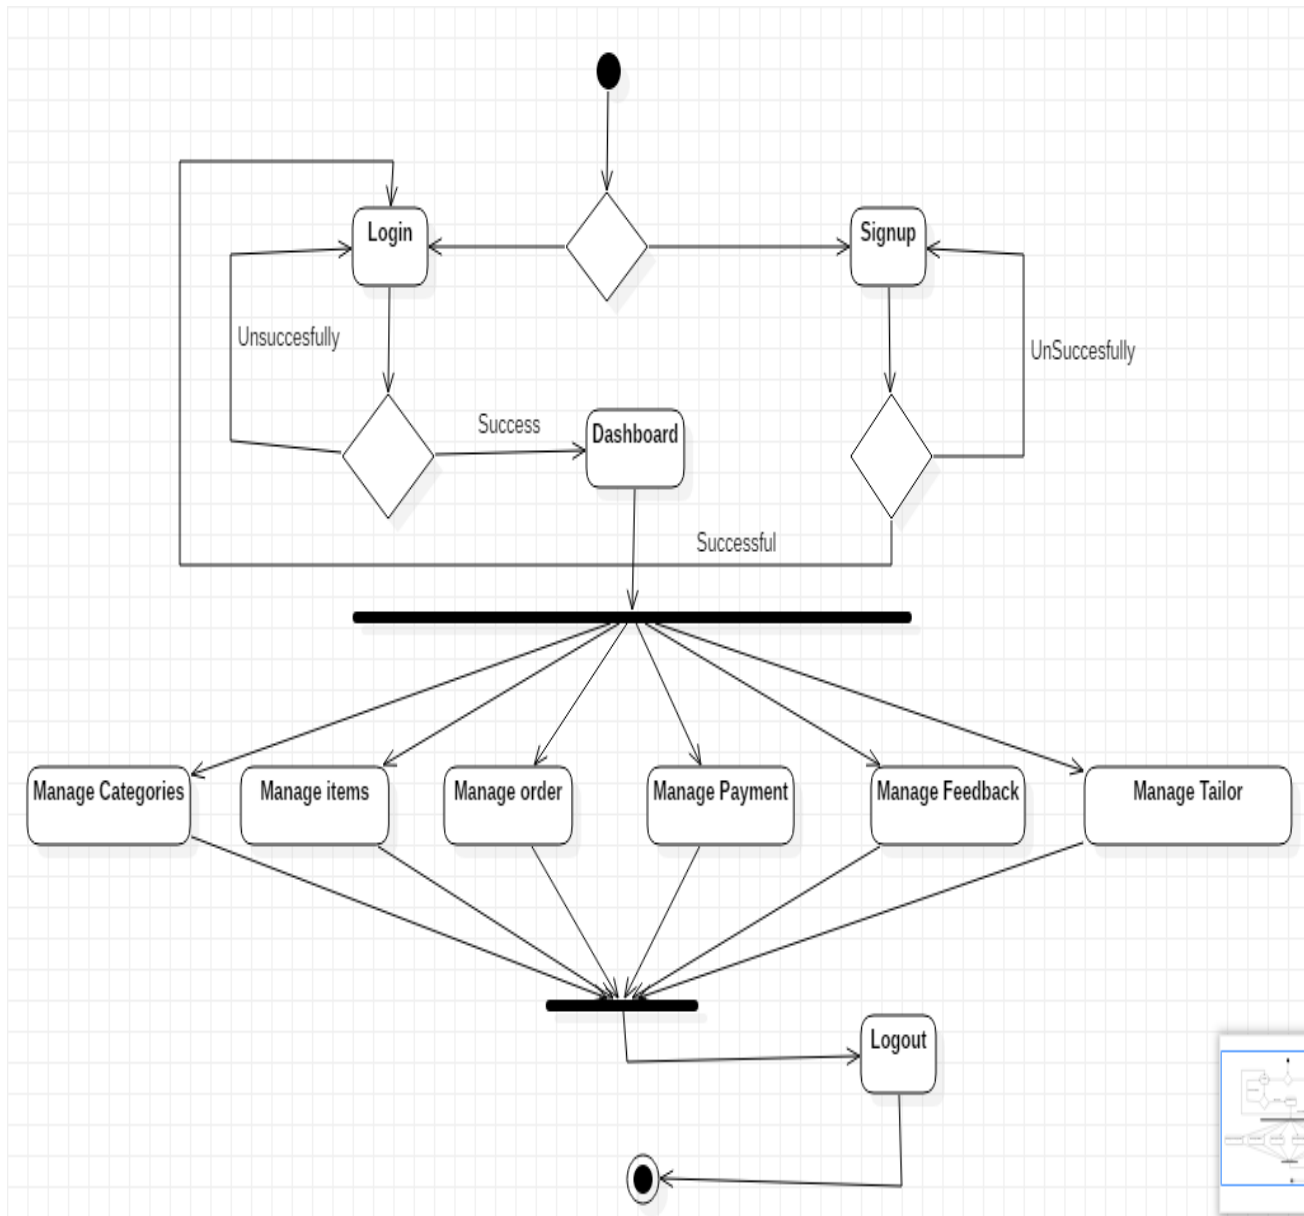 Login
Signup
Unsuccesfully
UnSuccesfully
Success
Dashboard
Successful
Manage Categories
Manage items
Manage order
Manage Payment
Manage Feedback
Manage Tailor
Logout